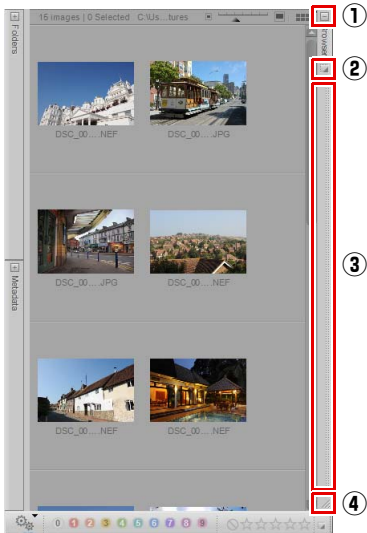 16 images | 0 Selected C:\Us...tures
Browser
Folders
DSC_00....NEF DSC_00....JPG
DSC_00....JPG DSC_00....NEF
Metadata
DSC_00....NEF DSC_00....NEF
0 1 2 3 4 5 6 7 8 9
①
②
③
④